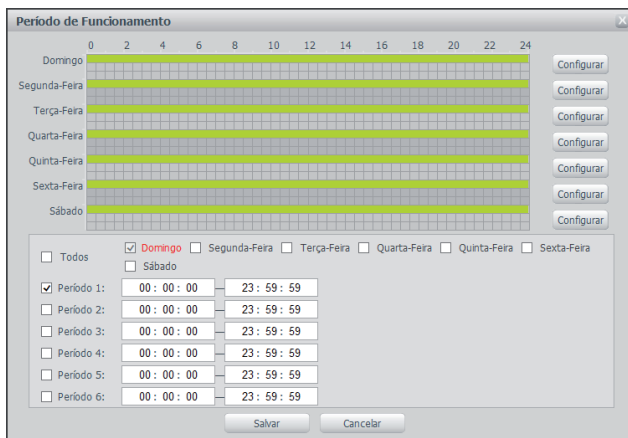 Período de Funcionamento
0 2 4 6 8 10 12 14 16 18 20 22 24
Domingo Configurar
Segunda-Feira Configurar
Terça-Feira Configurar
Quarta-Feira Configurar
Quinta-Feira Configurar
Sexta-Feira Configurar
Sábado Configurar
Todos Domingo Segunda-Feira Terça-Feira Quarta-Feira Quinta-Feira Sexta-Feira
Sábado
Período 1: 00 : 00 : 00 — 23 : 59 : 59
Período 2: 00 : 00 : 00 — 23 : 59 : 59
Período 3: 00 : 00 : 00 — 23 : 59 : 59
Período 4: 00 : 00 : 00 — 23 : 59 : 59
Período 5: 00 : 00 : 00 — 23 : 59 : 59
Período 6: 00 : 00 : 00 — 23 : 59 : 59
Salvar Cancelar